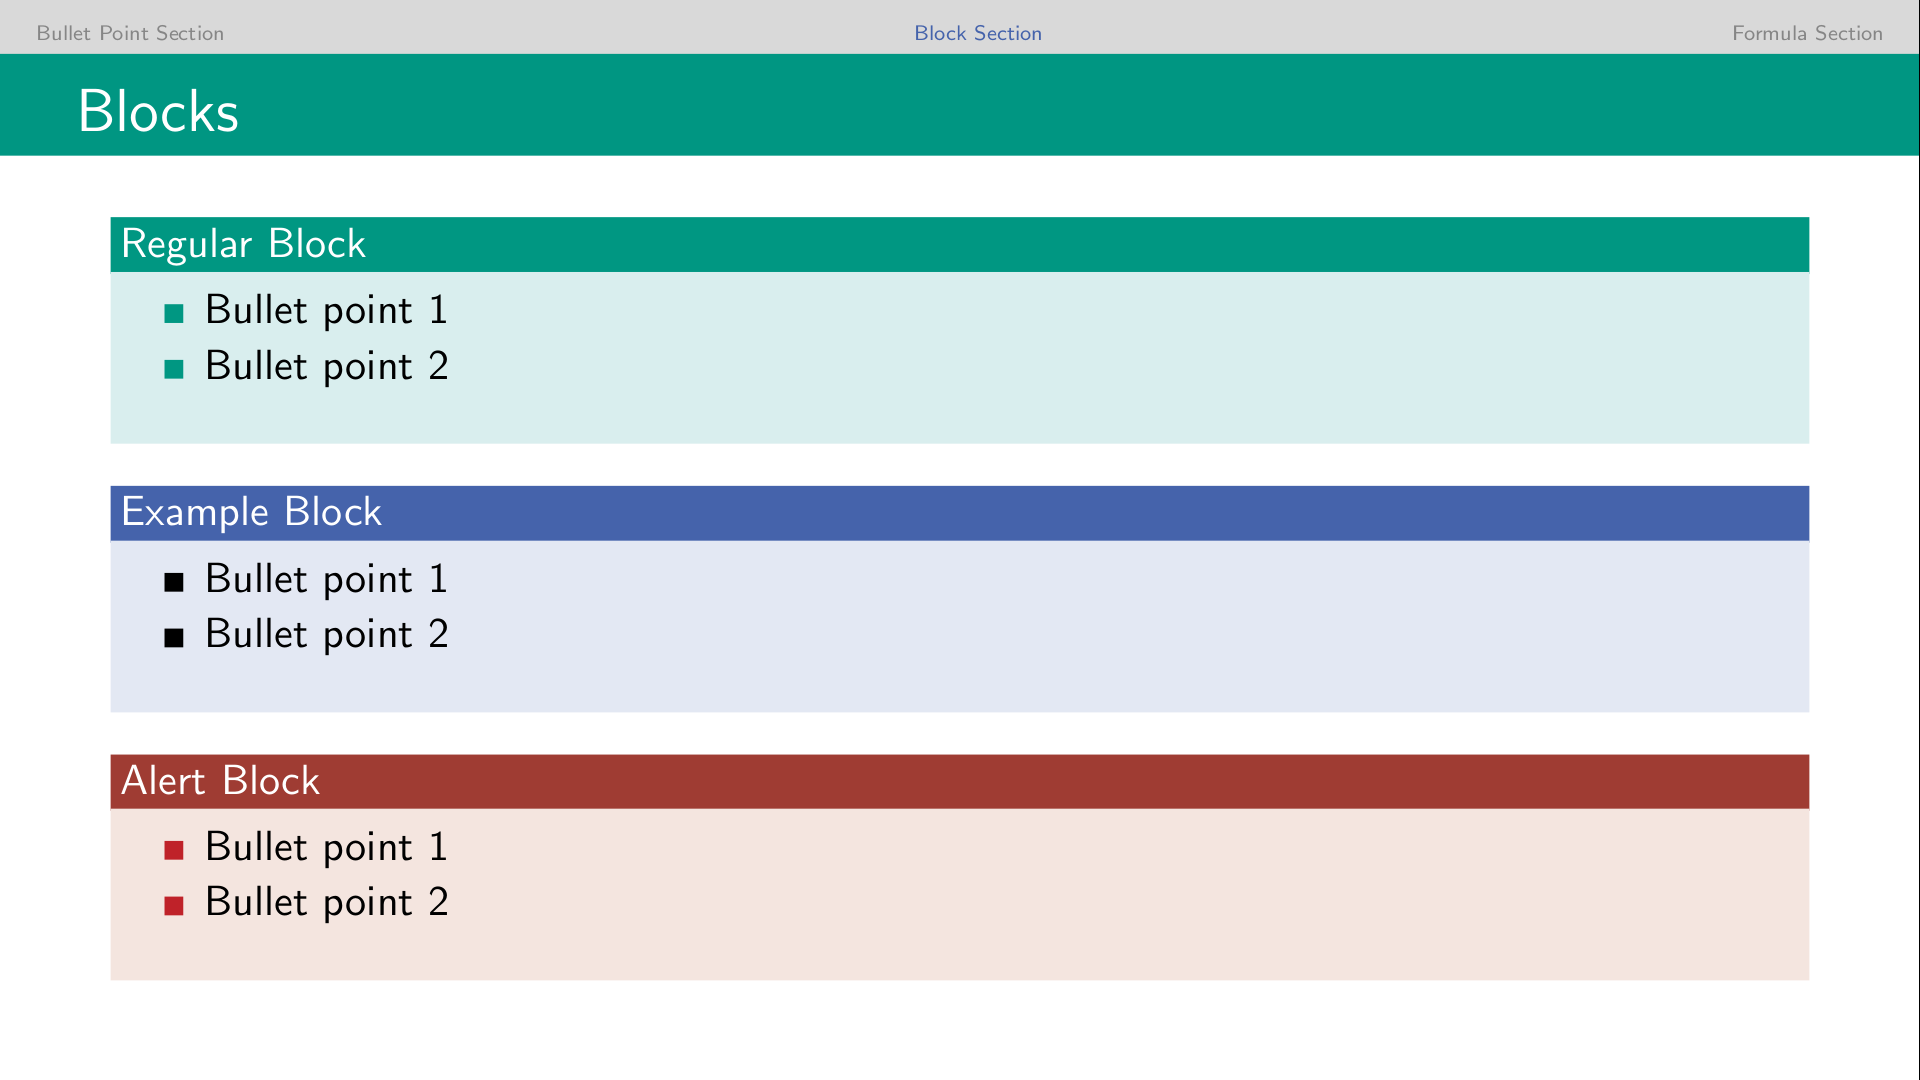 Bullet Point Section Block Section Formula Section
Blocks
Regular Block
Bullet point 1
Bullet point 2
Example Block
Bullet point 1
Bullet point 2
Alert Block
Bullet point 1
Bullet point 2